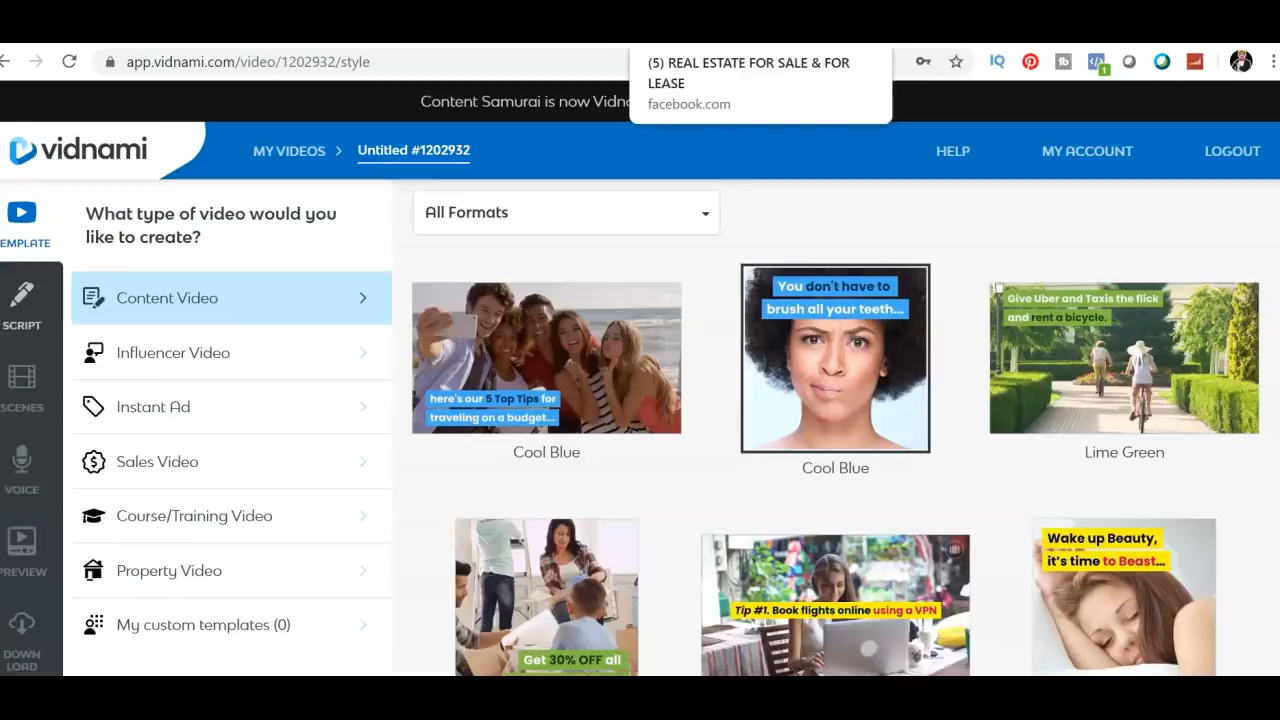 app.vidnami.com/video/1202932/style
(5) REAL ESTATE FOR SALE & FOR
LEASE
facebook.com
IQ
tb
1
Content Samurai is now Vidn
vidnami
MY VIDEOS > Untitled #1202932
HELP
MY ACCOUNT
LOGOUT
EMPLATE
SCRIPT
SCENES
VOICE
PREVIEW
DOWN
LOAD
What type of video would you
like to create?
Content Video
Influencer Video
Instant Ad
Sales Video
Course/Training Video
Property Video
My custom templates (0)
All Formats
here's our 5 Top Tips for
traveling on a budget...
Cool Blue
You don't have to
brush all your teeth...
Cool Blue
Give Uber and Taxis the flick
and rent a bicycle.
Lime Green
Get 30% OFF all
Tip #1. Book flights online using a VPN
Wake up Beauty,
it's time to Beast...